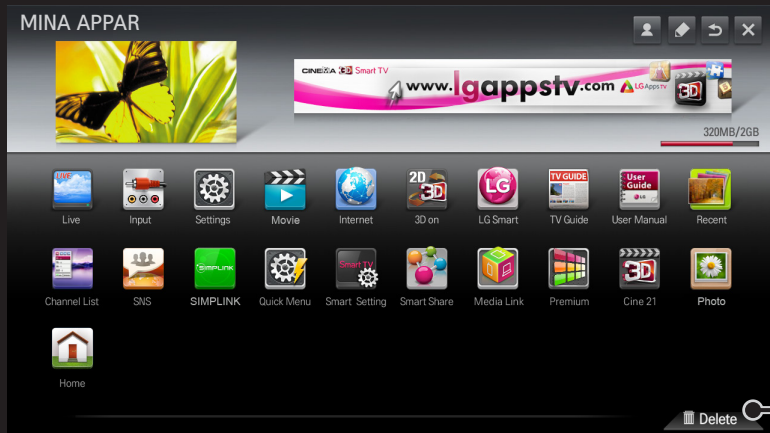 MINA APPAR
CINEMA 3D Smart TV
www.lgappstv.com
LG Apps TV
3D
320MB/2GB
LIVE
2D
3D
LG
TV GUIDE
User
Guide
LG
Live
Input
Settings
Movie
Internet
3D on
LG Smart
TV Guide
User Manual
Recent
SIMPLINK
Smart TV
3D
Channel List
SNS
SIMPLINK
Quick Menu
Smart Setting
Smart Share
Media Link
Premium
Cine 21
Photo
Home
Delete